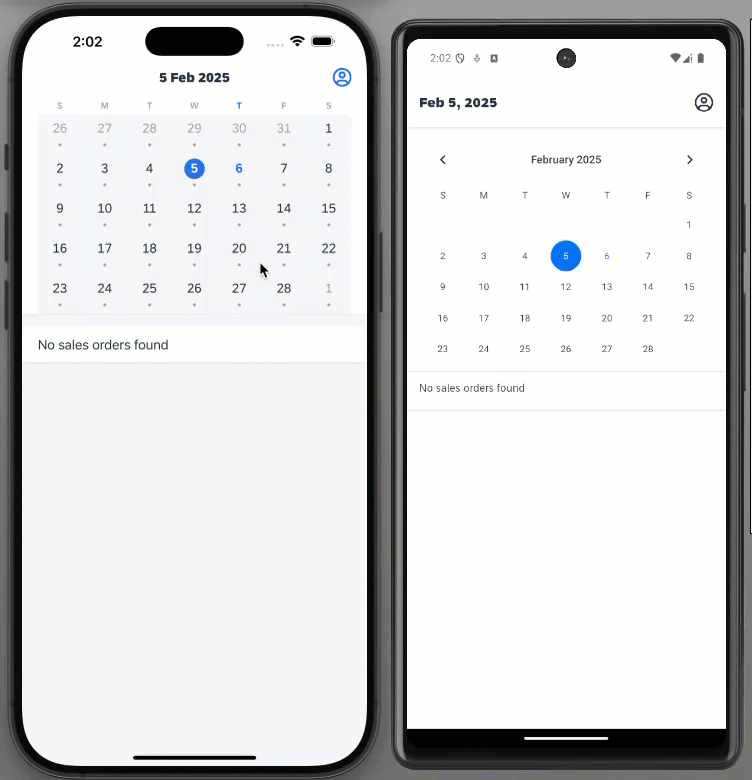 2:02
5 Feb 2025
S M T W T F S
26 27 28 29 30 31 1
2 3 4 5 6 7 8
9 10 11 12 13 14 15
16 17 18 19 20 21 22
23 24 25 26 27 28 1
No sales orders found
2:02
Feb 5, 2025
February 2025
S M T W T F S
1
2 3 4 5 6 7 8
9 10 11 12 13 14 15
16 17 18 19 20 21 22
23 24 25 26 27 28
No sales orders found